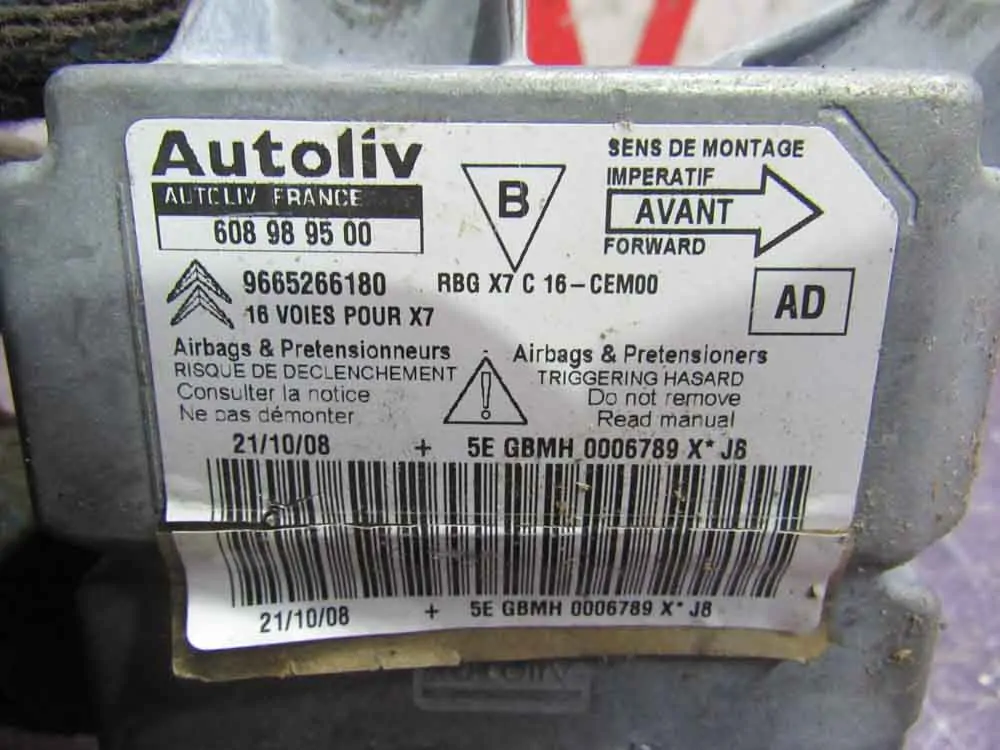 Autoliv
AUTOLIV FRANCE
608 98 95 00
B
SENS DE MONTAGE
IMPERATIF
AVANT
FORWARD
9665266180
RBG X7 C 16-CEM00
16 VOIES POUR X7
AD
Airbags & Pretensionneurs
RISQUE DE DECLENCHEMENT
Consulter la notice
Ne pas démonter
Airbags & Pretensioners
TRIGGERING HASARD
Do not remove
Read manual
21/10/08 + 5E GBMH 0006789 X* J8
21/10/08 + 5E GBMH 0006789 X* J8
AUTOLIV